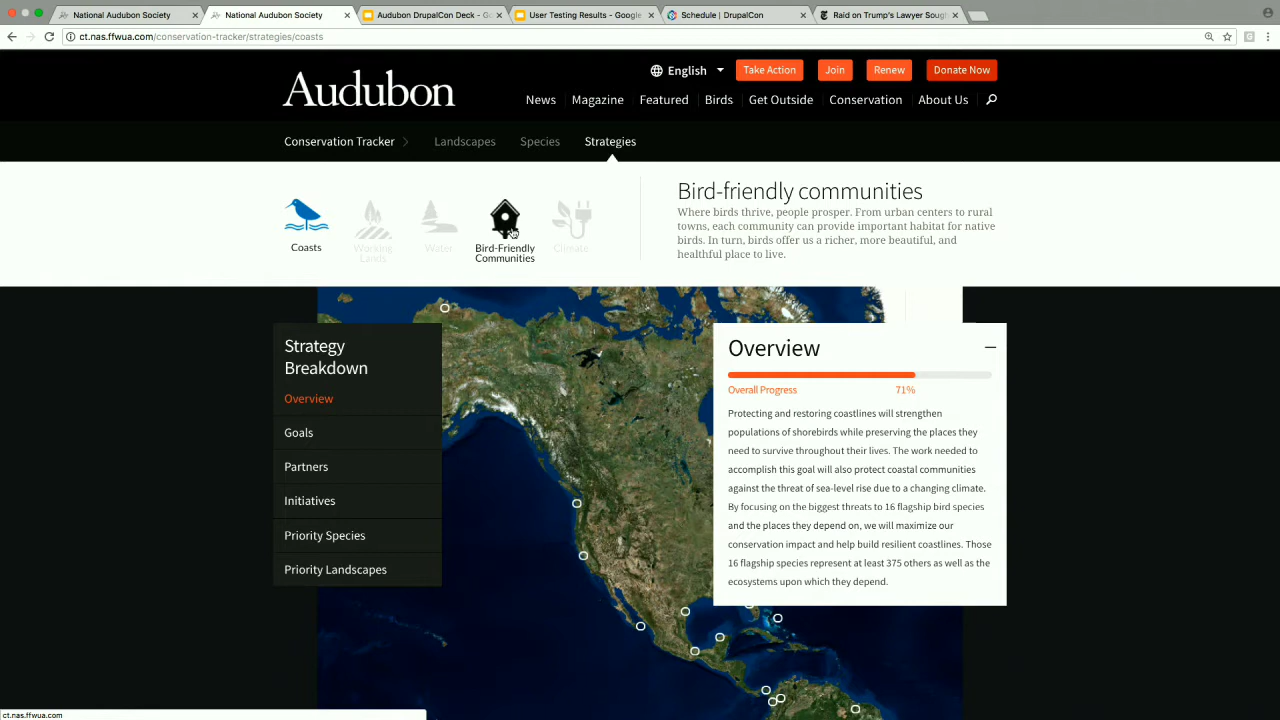 National Audubon Society
National Audubon Society
Audubon DrupalCon Deck - G
User Testing Results - Google
Schedule | DrupalCon
Raid on Trump's Lawyer Sough
ct.nas.ffwua.com/conservation-tracker/strategies/coasts
English
Take Action
Join
Renew
Donate Now
Audubon
News
Magazine
Featured
Birds
Get Outside
Conservation
About Us
Conservation Tracker
Landscapes
Species
Strategies
Coasts
Working
Lands
Water
Bird-Friendly
Communities
Climate
Bird-friendly communities
Where birds thrive, people prosper. From urban centers to rural
towns, each community can provide important habitat for native
birds. In turn, birds offer us a richer, more beautiful, and
healthful place to live.
Strategy
Breakdown
Overview
Goals
Partners
Initiatives
Priority Species
Priority Landscapes
Overview
Overall Progress
71%
Protecting and restoring coastlines will strengthen
populations of shorebirds while preserving the places they
need to survive throughout their lives. The work needed to
accomplish this goal will also protect coastal communities
against the threat of sea-level rise due to a changing climate.
By focusing on the biggest threats to 16 flagship bird species
and the places they depend on, we will maximize our
conservation impact and help build resilient coastlines. Those
16 flagship species represent at least 375 others as well as the
ecosystems upon which they depend.
ct.nas.ffwua.com